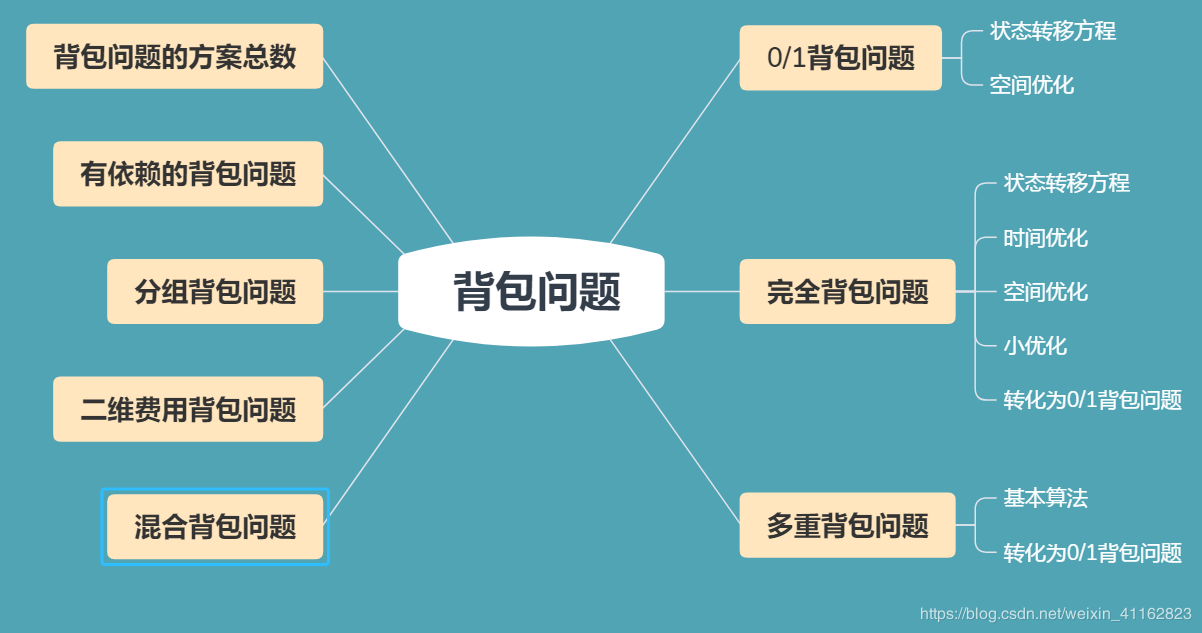 背包问题
0/1背包问题
状态转移方程
空间优化
完全背包问题
状态转移方程
时间优化
空间优化
小优化
转化为0/1背包问题
多重背包问题
基本算法
转化为0/1背包问题
背包问题的方案总数
有依赖的背包问题
分组背包问题
二维费用背包问题
混合背包问题
https://blog.csdn.net/weixin_41162823